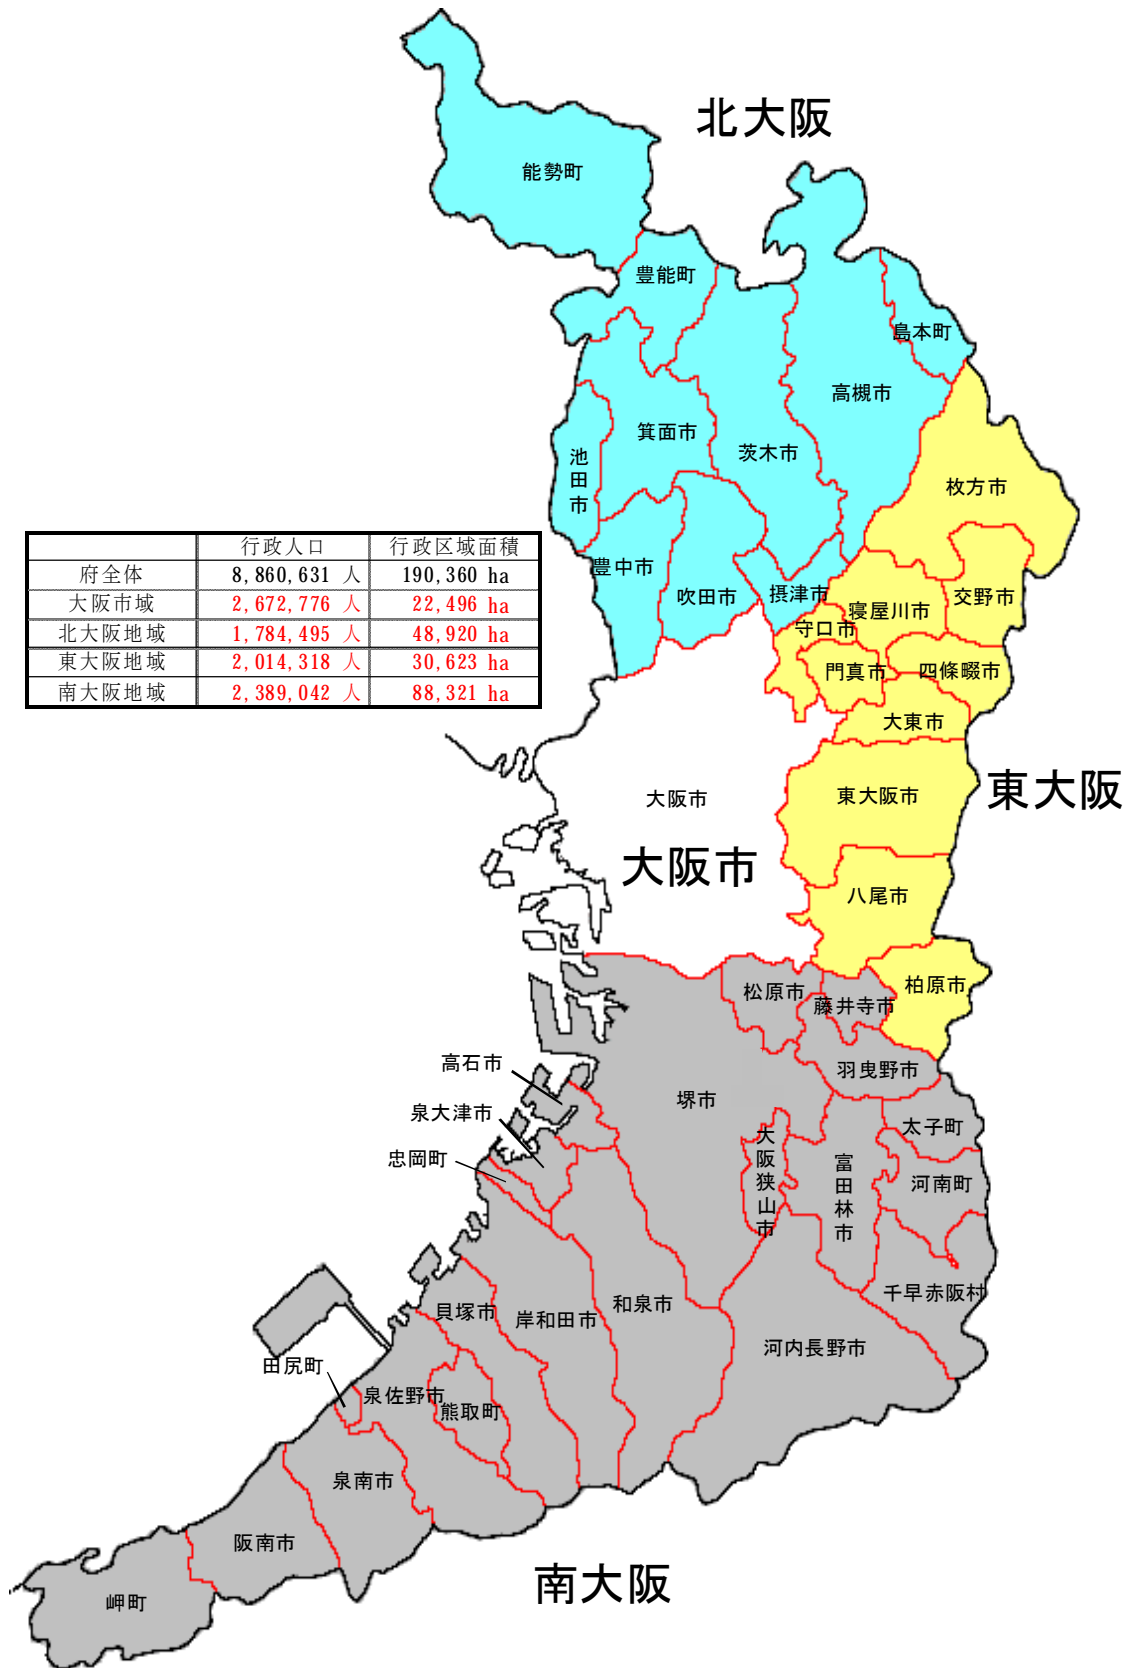 北大阪
能勢町
豊能町
島本町
高槻市
箕面市
茨木市
池田市
枚方市
豊中市
吹田市
摂津市
寝屋川市
交野市
守口市
門真市
四條畷市
大東市
行政人口 行政区域面積
府全体 8,860,631 人 190,360 ha
大阪市域 2,672,776 人 22,496 ha
北大阪地域 1,784,495 人 48,920 ha
東大阪地域 2,014,318 人 30,623 ha
南大阪地域 2,389,042 人 88,321 ha
大阪市
東大阪市
東大阪
大阪市
八尾市
柏原市
松原市
藤井寺市
高石市
羽曳野市
堺市
泉大津市
太子町
忠岡町
大阪狭山市
富田林市
河南町
千早赤阪村
和泉市
貝塚市
岸和田市
河内長野市
田尻町
泉佐野市
熊取町
泉南市
阪南市
南大阪
岬町